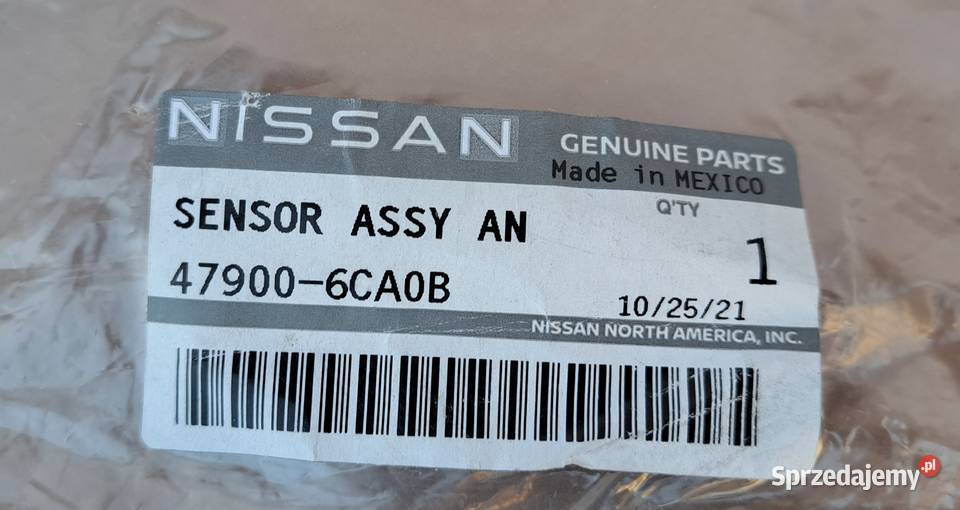 NISSAN
GENUINE PARTS
Made in MEXICO
SENSOR ASSY AN
Q'TY
1
47900-6CA0B
10/25/21
NISSAN NORTH AMERICA, INC.
Sprzedajemy.pl